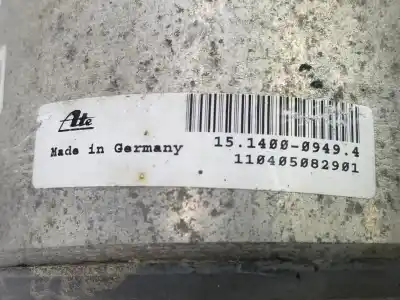 Ate
Made in Germany
15.1400-0949.4
110405082901